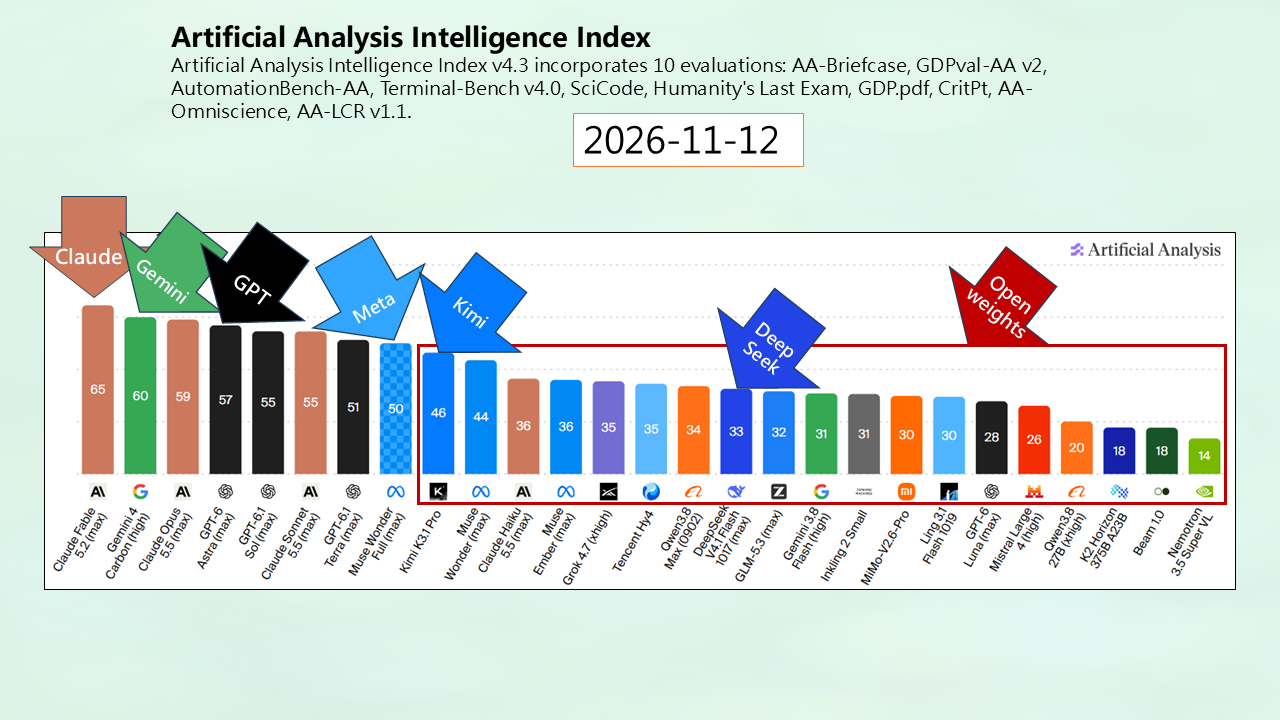 Artificial Analysis Intelligence Index
Artificial Analysis Intelligence Index v4.3 incorporates 10 evaluations: AA-Briefcase, GDPval-AA v2,
AutomationBench-AA, Terminal-Bench v4.0, SciCode, Humanity's Last Exam, GDP.pdf, CritPt, AA-
Omniscience, AA-LCR v1.1.
2026-11-12
Artificial Analysis
Claude
Gemini
GPT
Meta
Kimi
Deep
Seek
Open
weights
65
60
59
57
55
55
51
50
46
44
36
36
35
35
34
33
32
31
31
30
30
28
26
20
18
18
14
Claude Fable
5.2 (max)
Gemini 4
Carbon (high)
Claude Opus
5.5 (max)
GPT-6
Astra (max)
GPT-6.1
Sol (max)
Claude Sonnet
5.5 (max)
GPT-6.1
Terra (max)
Muse Wonder
Full (max)
Kimi K3.1 Pro
Muse
Wonder (max)
Claude Haiku
5.5 (max)
Muse
Ember (max)
Grok 4.7 (xhigh)
Tencent Hy4
Qwen3.8
Max (0902)
DeepSeek
V4.1 Flash
1017 (max)
GLM-5.3 (max)
Gemini 3.8
Flash (high)
Inkling 2 Small
MiMo-V2.6-Pro
Ling 3.1
Flash 1019
GPT-6
Luna (max)
Mistral Large
4 (high)
Qwen3.8
27B (xhigh)
K2 Horizon
375B A23B
Beam 1.0
Nemotron
3.5 Super VL